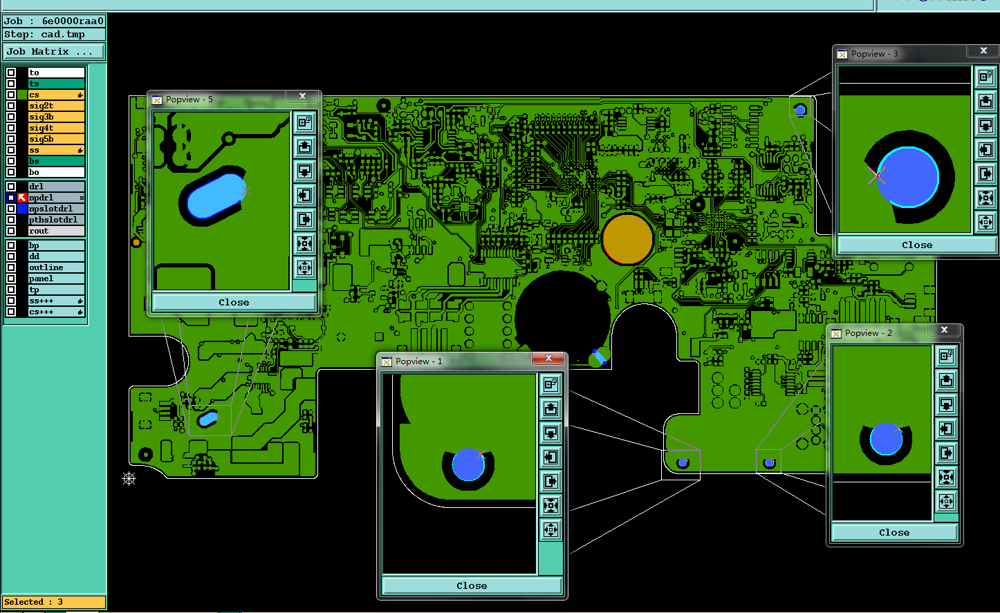 Job : 6e0000raa0
Step: cad.tmp
Job Matrix ...
to
ts
cs
sig2t
sig3b
sig4t
sig5b
ss
bs
bo
drl
npdrl
npslotdrl
pthslotdrl
rout
bp
dd
outline
panel
tp
ss+++
cs+++
Selected : 3
Popview - 5
Close
Popview - 3
Close
Popview - 1
Close
Popview - 2
Close